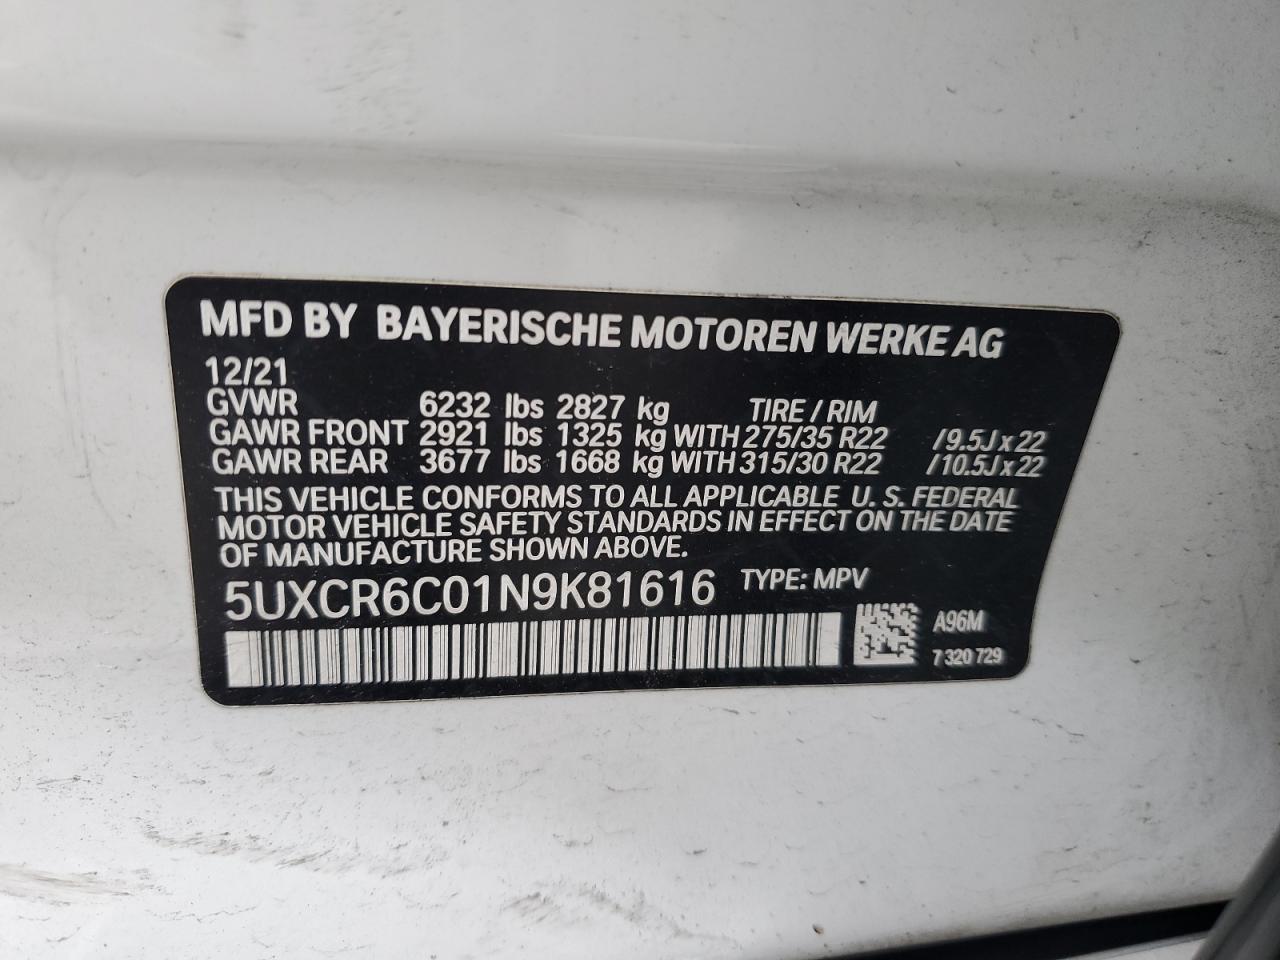 MFD BY BAYERISCHE MOTOREN WERKE AG
12/21
GVWR 6232 lbs 2827 kg TIRE / RIM
GAWR FRONT 2921 lbs 1325 kg WITH 275/35 R22 /9.5J x 22
GAWR REAR 3677 lbs 1668 kg WITH 315/30 R22 /10.5J x 22
THIS VEHICLE CONFORMS TO ALL APPLICABLE U. S. FEDERAL
MOTOR VEHICLE SAFETY STANDARDS IN EFFECT ON THE DATE
OF MANUFACTURE SHOWN ABOVE.
5UXCR6C01N9K81616 TYPE: MPV
A96M
7 320 729